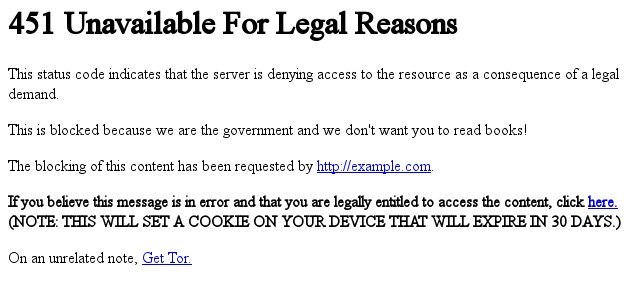 451 Unavailable For Legal Reasons
This status code indicates that the server is denying access to the resource as a consequence of a legal
demand.
This is blocked because we are the government and we don't want you to read books!
The blocking of this content has been requested by http://example.com.
If you believe this message is in error and that you are legally entitled to access the content, click here.
(NOTE: THIS WILL SET A COOKIE ON YOUR DEVICE THAT WILL EXPIRE IN 30 DAYS.)
On an unrelated note, Get Tor.